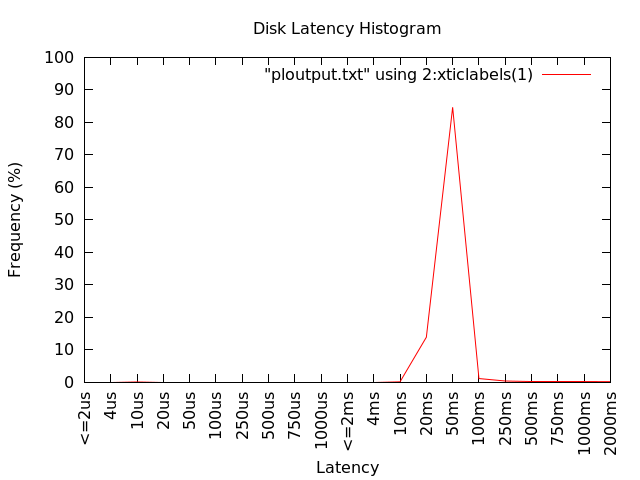 Disk Latency Histogram
"ploutput.txt" using 2:xticlabels(1)
100
90
80
70
60
50
40
30
20
10
0
Frequency (%)
<=2us
4us
10us
20us
50us
100us
250us
500us
750us
1000us
<=2ms
4ms
10ms
20ms
50ms
100ms
250ms
500ms
750ms
1000ms
2000ms
Latency